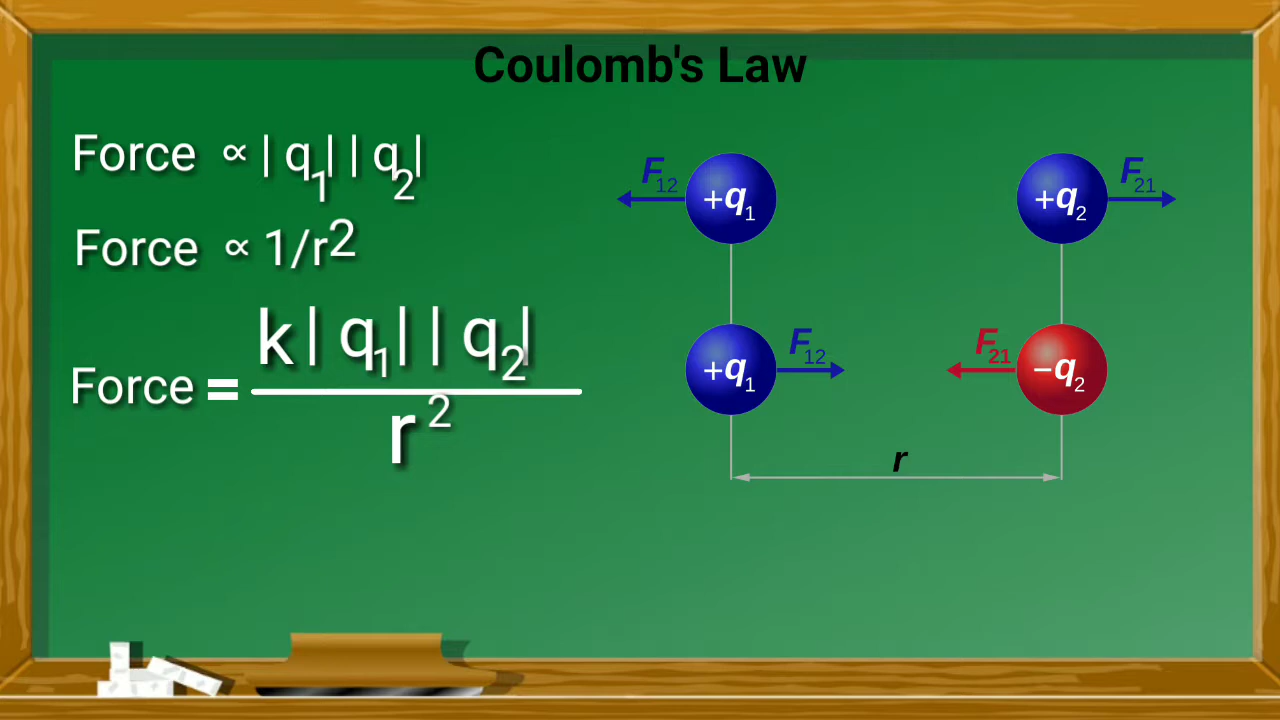 Coulomb's Law
Force ∝ | q₁| | q₂|
Force ∝ 1/r²
Force = k | q₁| | q₂| / r²
F₁₂ +q₁ +q₂ F₂₁
+q₁ F₁₂ F₂₁ −q₂
r